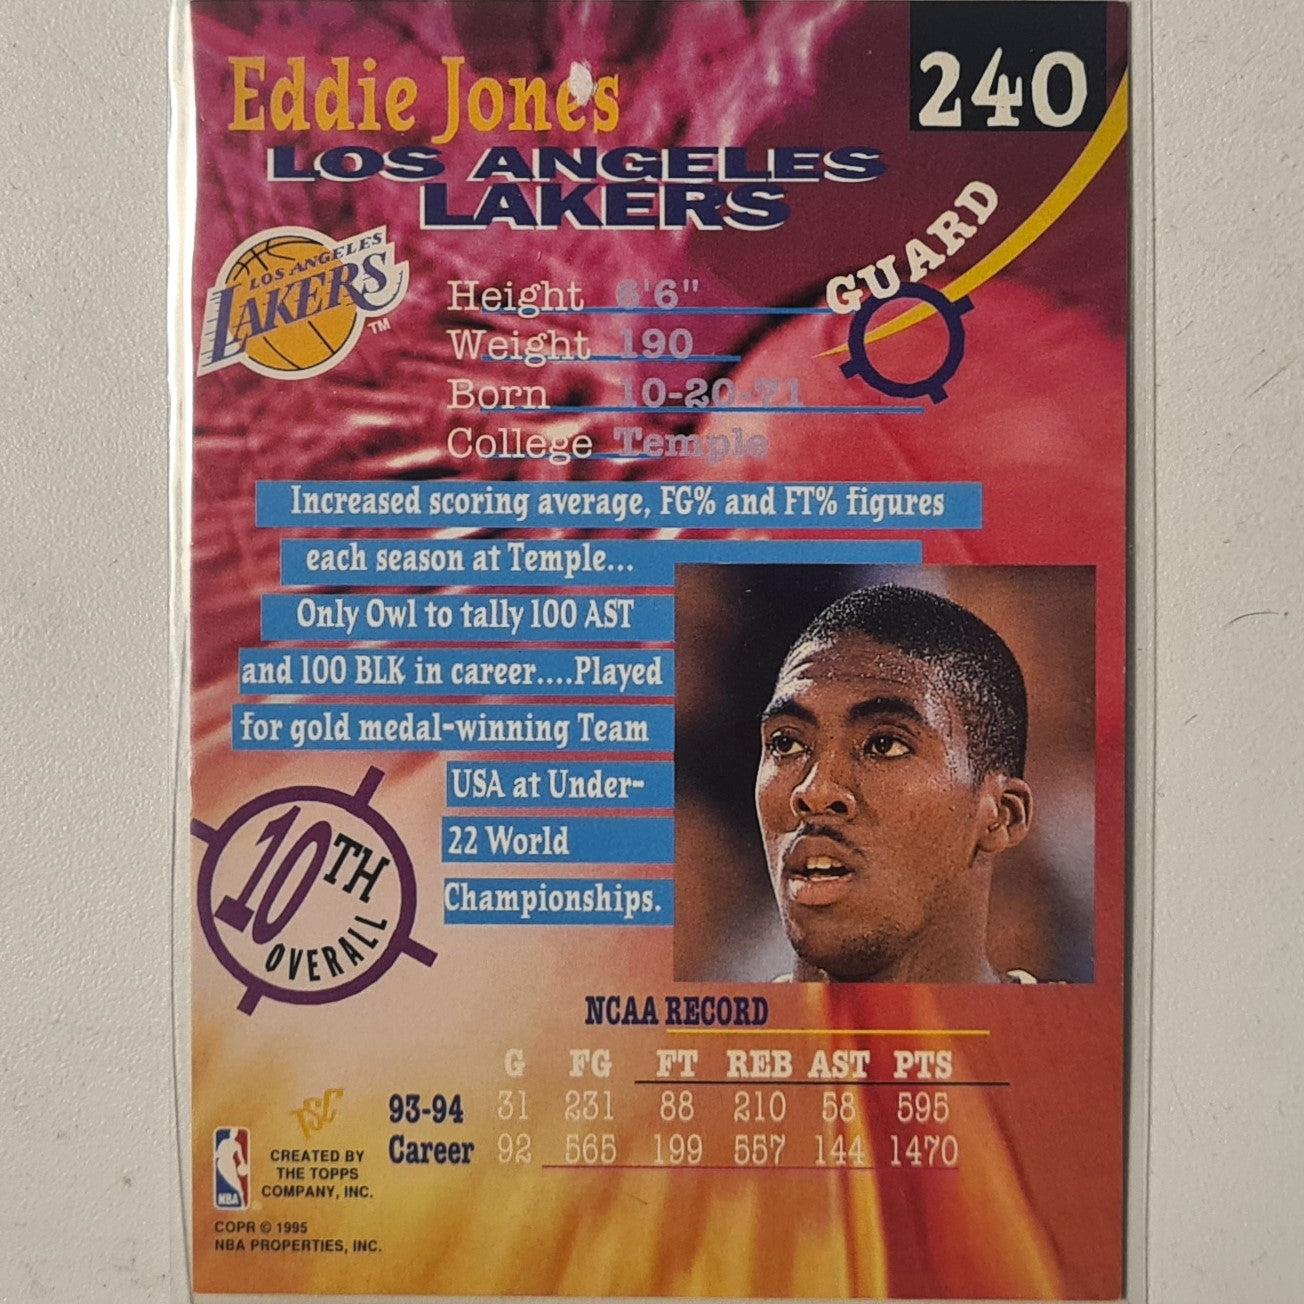 240
Eddie Jones
LOS ANGELES
LAKERS
GUARD
LOS ANGELES
LAKERS
TM
Height 6'6"
Weight 190
Born 10-20-71
College Temple
Increased scoring average, FG% and FT% figures
each season at Temple...
Only Owl to tally 100 AST
and 100 BLK in career....Played
for gold medal-winning Team
USA at Under-
22 World
Championships.
10TH
OVERALL
NCAA RECORD
G FG FT REB AST PTS
93-94 31 231 88 210 58 595
Career 92 565 199 557 144 1470
TSC
NBA
CREATED BY
THE TOPPS
COMPANY, INC.
COPR © 1995
NBA PROPERTIES, INC.